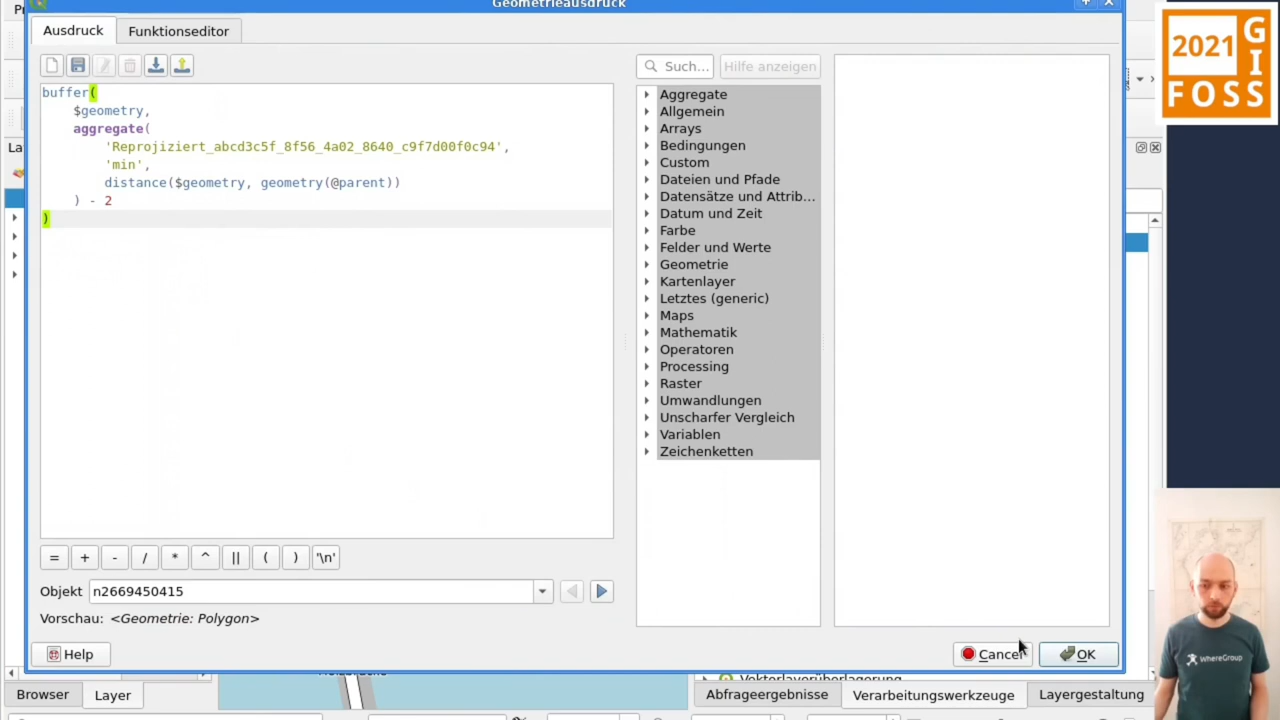 Geometrieausdruck
Ausdruck
Funktionseditor
buffer(
$geometry,
aggregate(
'Reprojiziert_abcd3c5f_8f56_4a02_8640_c9f7d00f0c94',
'min',
distance($geometry, geometry(@parent))
) - 2
)
= + - / * ^ || ( ) '\n'
Objekt n2669450415
Vorschau: <Geometrie: Polygon>
Help
Such...
Hilfe anzeigen
Aggregate
Allgemein
Arrays
Bedingungen
Custom
Dateien und Pfade
Datensätze und Attrib...
Datum und Zeit
Farbe
Felder und Werte
Geometrie
Kartenlayer
Letztes (generic)
Maps
Mathematik
Operatoren
Processing
Raster
Umwandlungen
Unscharfer Vergleich
Variablen
Zeichenketten
Cancel
OK
Browser
Layer
Abfrageergebnisse
Verarbeitungswerkzeuge
Layergestaltung
2021
FOSSGIS
WhereGroup